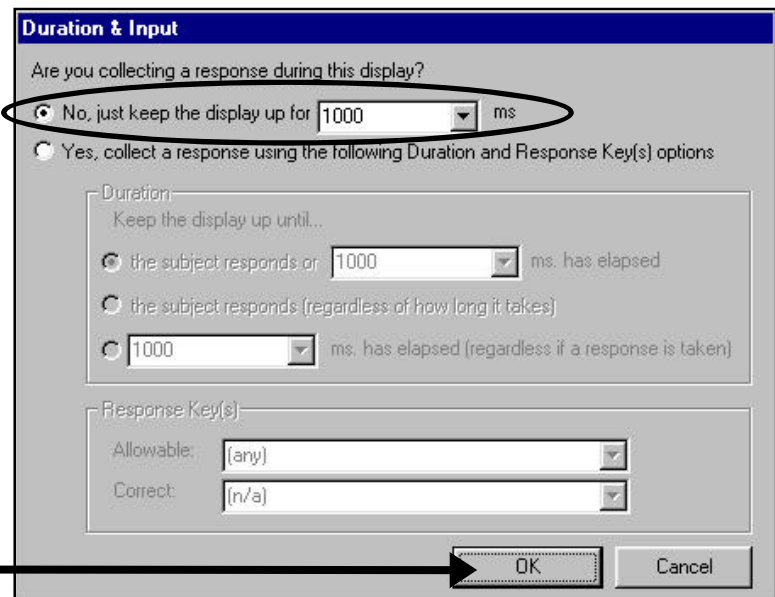 Duration & Input
Are you collecting a response during this display?
No, just keep the display up for 1000 ms
Yes, collect a response using the following Duration and Response Key(s) options
Duration
Keep the display up until...
the subject responds or 1000 ms. has elapsed
the subject responds (regardless of how long it takes)
1000 ms. has elapsed (regardless if a response is taken)
Response Key(s)
Allowable: (any)
Correct: (n/a)
OK Cancel